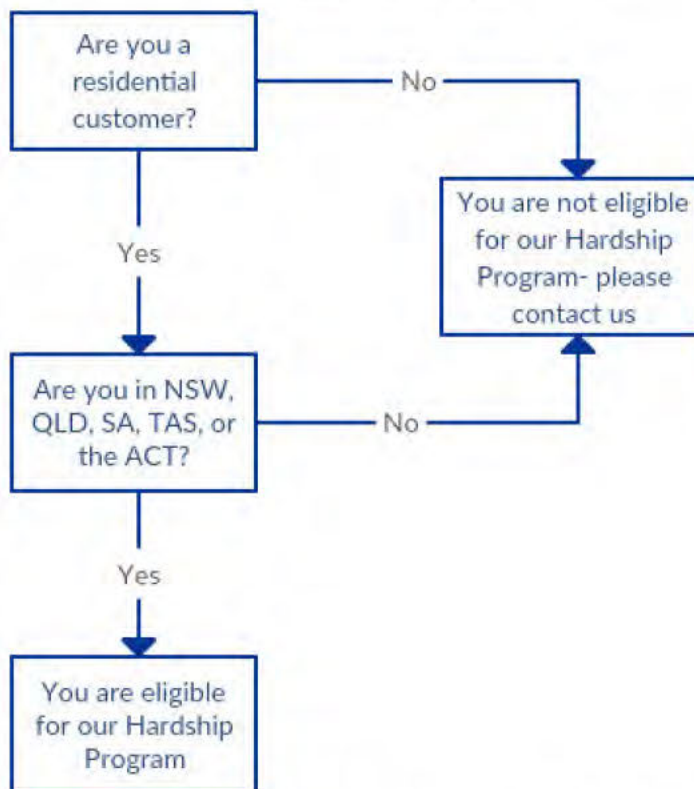 Are you a
residential
customer?
No
You are not eligible
for our Hardship
Program- please
contact us
Yes
Are you in NSW,
QLD, SA, TAS, or
the ACT?
No
Yes
You are eligible
for our Hardship
Program